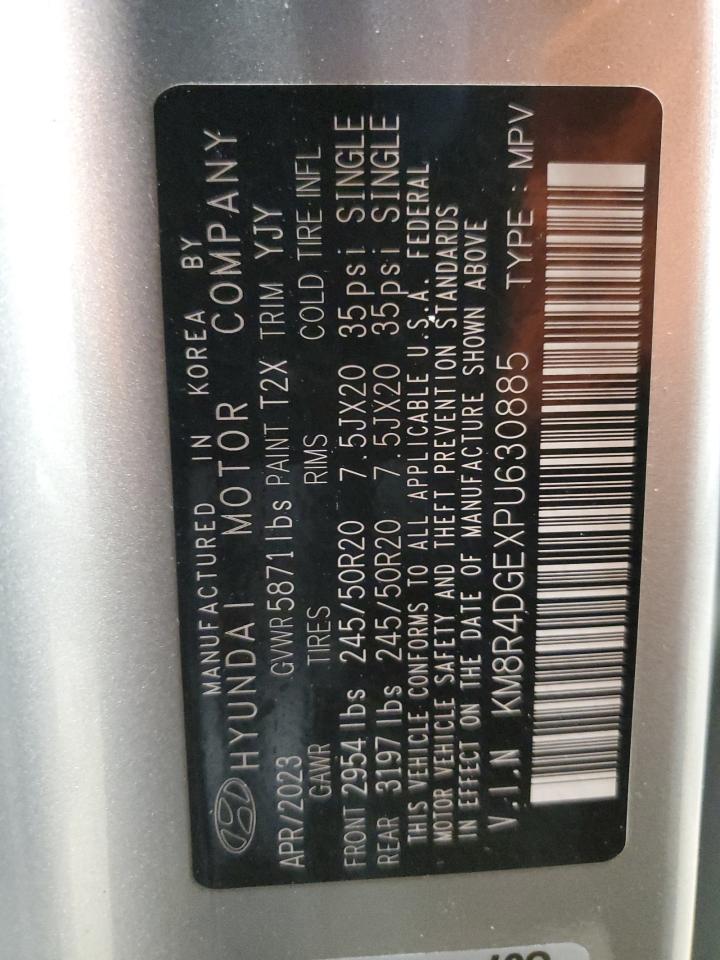 MANUFACTURED IN KOREA BY
HYUNDAI MOTOR COMPANY
APR/2023 GVWR5871lbs PAINT T2X TRIM YJY
GAWR TIRES RIMS COLD TIRE INFL
FRONT 2954 lbs 245/50R20 7.5JX20 35psi SINGLE
REAR 3197 lbs 245/50R20 7.5JX20 35psi SINGLE
THIS VEHICLE CONFORMS TO ALL APPLICABLE U.S.A. FEDERAL
MOTOR VEHICLE SAFETY AND THEFT PREVENTION STANDARDS
IN EFFECT ON THE DATE OF MANUFACTURE SHOWN ABOVE
V.I.N KM8R4DGEXPU630885 TYPE : MPV